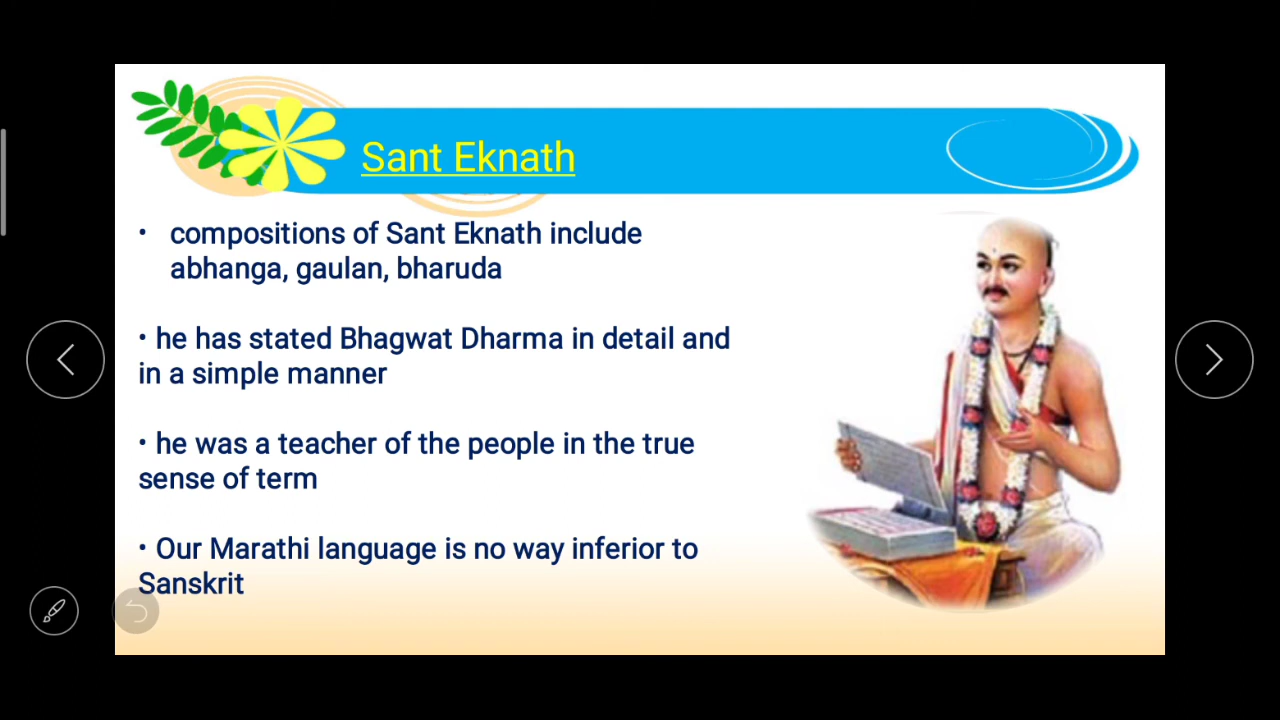 Sant Eknath
• compositions of Sant Eknath include
abhanga, gaulan, bharuda
• he has stated Bhagwat Dharma in detail and
in a simple manner
• he was a teacher of the people in the true
sense of term
• Our Marathi language is no way inferior to
Sanskrit